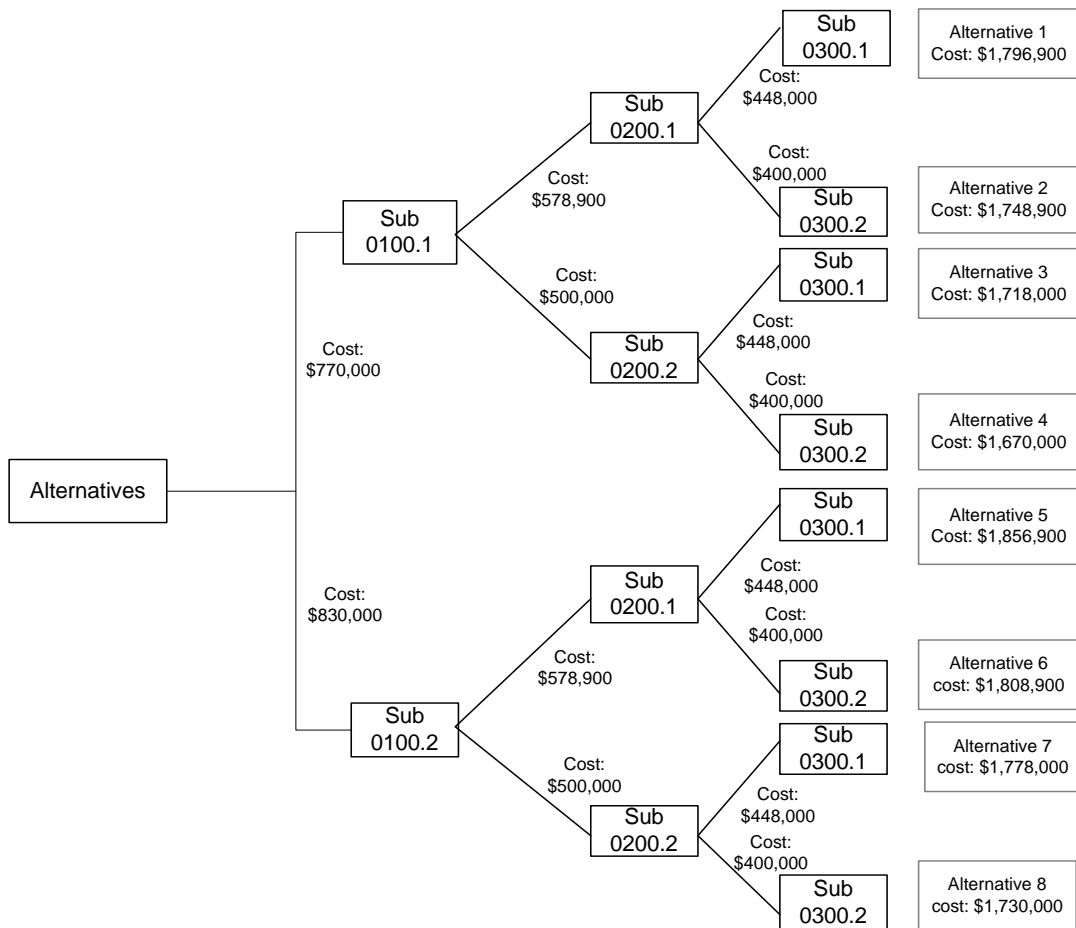 Sub
0300.1
Alternative 1
Cost: $1,796,900
Cost:
$448,000
Sub
0200.1
Cost:
$400,000
Cost:
$578,900
Sub
0300.2
Alternative 2
Cost: $1,748,900
Sub
0100.1
Sub
0300.1
Alternative 3
Cost: $1,718,000
Cost:
$500,000
Cost:
$448,000
Sub
0200.2
Cost:
$770,000
Cost:
$400,000
Sub
0300.2
Alternative 4
Cost: $1,670,000
Alternatives
Sub
0300.1
Alternative 5
Cost: $1,856,900
Cost:
$448,000
Sub
0200.1
Cost:
$830,000
Cost:
$400,000
Cost:
$578,900
Sub
0300.2
Alternative 6
cost: $1,808,900
Sub
0100.2
Sub
0300.1
Alternative 7
cost: $1,778,000
Cost:
$500,000
Cost:
$448,000
Sub
0200.2
Cost:
$400,000
Sub
0300.2
Alternative 8
cost: $1,730,000